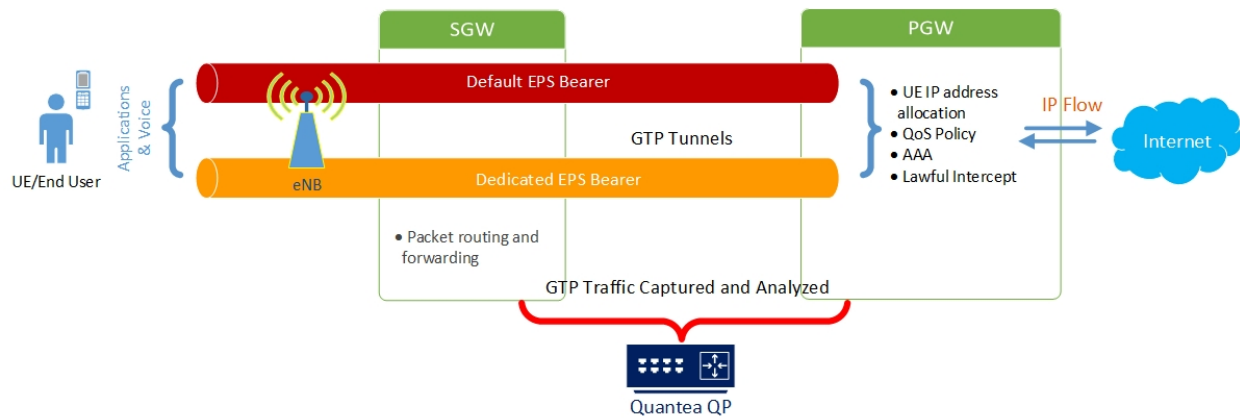 SGW
PGW
Default EPS Bearer
• UE IP address
allocation
• QoS Policy
• AAA
• Lawful Intercept
IP Flow
Internet
Applications
& Voice
GTP Tunnels
UE/End User
eNB
Dedicated EPS Bearer
• Packet routing and
forwarding
GTP Traffic Captured and Analyzed
Quantea QP